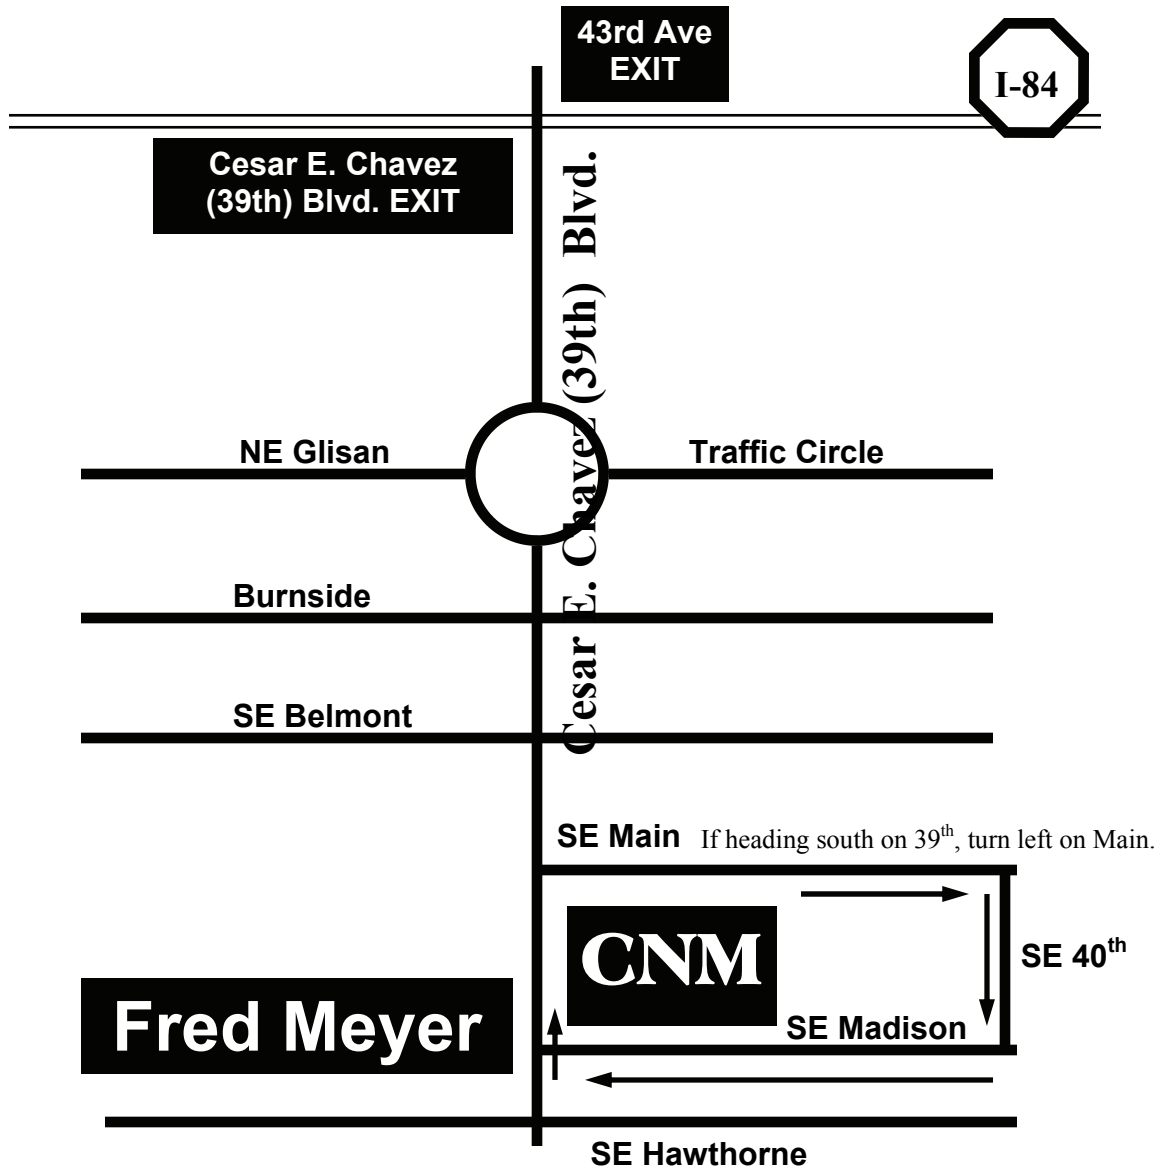 43rd Ave
EXIT
I-84
Cesar E. Chavez
(39th) Blvd. EXIT
Cesar E. Chavez (39th) Blvd.
NE Glisan
Traffic Circle
Burnside
SE Belmont
SE Main If heading south on 39th, turn left on Main.
CNM
SE 40th
Fred Meyer
SE Madison
SE Hawthorne